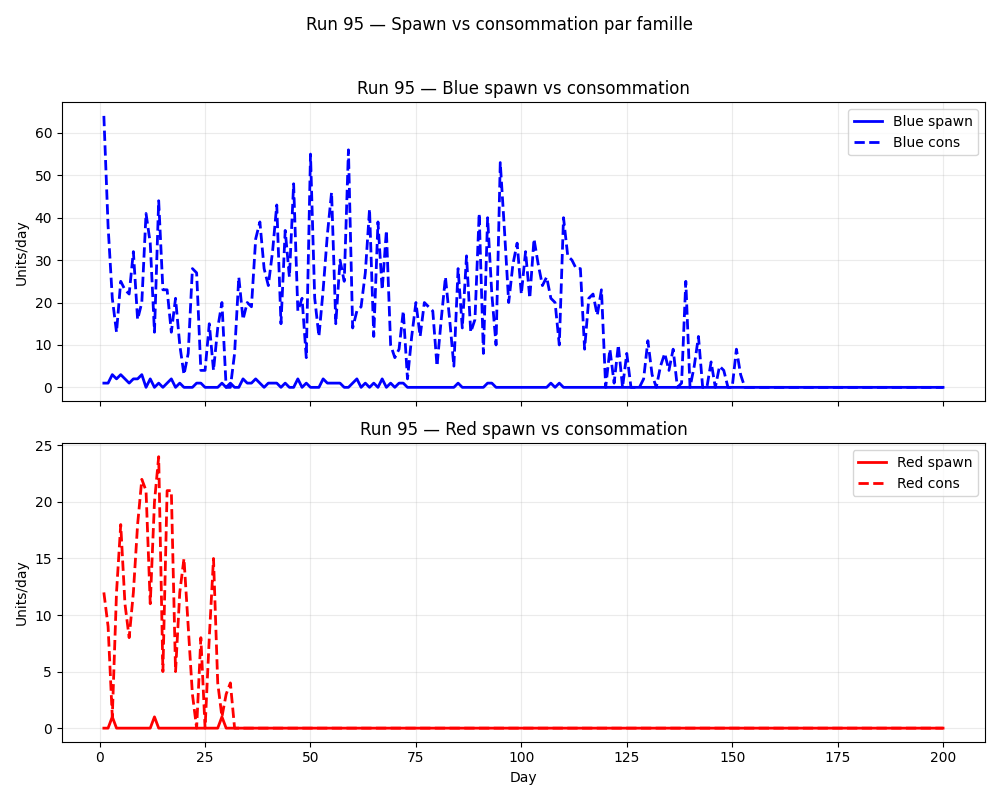 Run 95 — Spawn vs consommation par famille
Run 95 — Blue spawn vs consommation
Units/day
60
50
40
30
20
10
0
Blue spawn
Blue cons
Run 95 — Red spawn vs consommation
Units/day
25
20
15
10
5
0
Red spawn
Red cons
0 25 50 75 100 125 150 175 200
Day